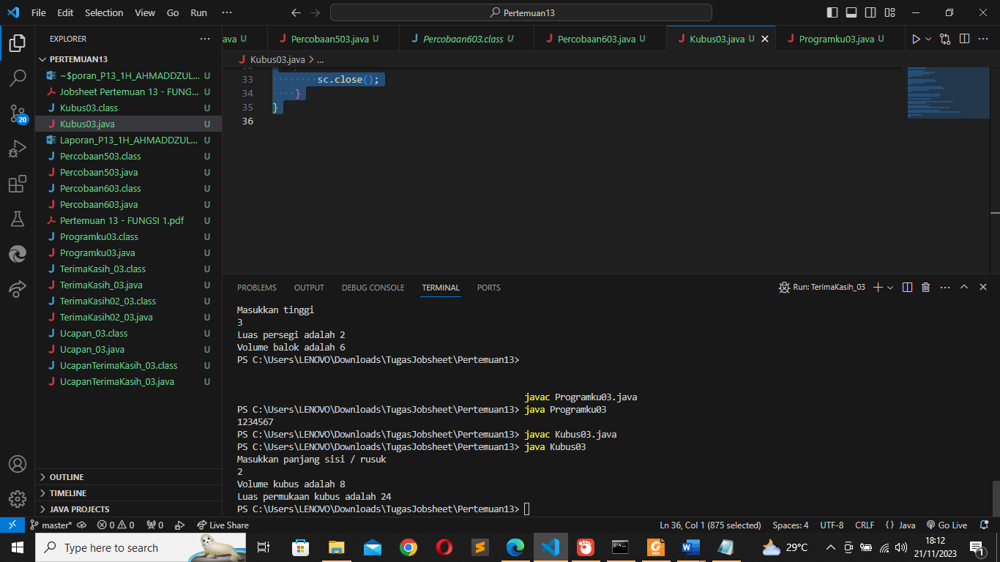 File Edit Selection View Go Run ··· Pertemuan13
EXPLORER ···
PERTEMUAN13
~$poran_P13_1H_AHMADDZUL... U
Jobsheet Pertemuan 13 - FUNG... U
Kubus03.class U
Kubus03.java U
Laporan_P13_1H_AHMADDZUL... U
Percobaan503.class U
Percobaan503.java U
Percobaan603.class U
Percobaan603.java U
Pertemuan 13 - FUNGSI 1.pdf U
Programku03.class U
Programku03.java U
TerimaKasih_03.class U
TerimaKasih_03.java U
TerimaKasih02_03.class U
TerimaKasih02_03.java U
Ucapan_03.class U
Ucapan_03.java U
UcapanTerimaKasih_03.class U
UcapanTerimaKasih_03.java U
OUTLINE
TIMELINE
JAVA PROJECTS
20
ava U Percobaan503.java U Percobaan603.class U Percobaan603.java U Kubus03.java U Programku03.java U
Kubus03.java > ...
33 sc.close();
34 }
35 }
36
PROBLEMS OUTPUT DEBUG CONSOLE TERMINAL PORTS Run: TerimaKasih_03
Masukkan tinggi
3
Luas persegi adalah 2
Volume balok adalah 6
PS C:\Users\LENOVO\Downloads\TugasJobsheet\Pertemuan13>
javac Programku03.java
PS C:\Users\LENOVO\Downloads\TugasJobsheet\Pertemuan13> java Programku03
1234567
PS C:\Users\LENOVO\Downloads\TugasJobsheet\Pertemuan13> javac Kubus03.java
PS C:\Users\LENOVO\Downloads\TugasJobsheet\Pertemuan13> java Kubus03
Masukkan panjang sisi / rusuk
2
Volume kubus adalah 8
Luas permukaan kubus adalah 24
PS C:\Users\LENOVO\Downloads\TugasJobsheet\Pertemuan13>
master* 0 0 0 Live Share Ln 36, Col 1 (875 selected) Spaces: 4 UTF-8 CRLF {} Java Go Live
Type here to search 29°C 18:12
21/11/2023 1